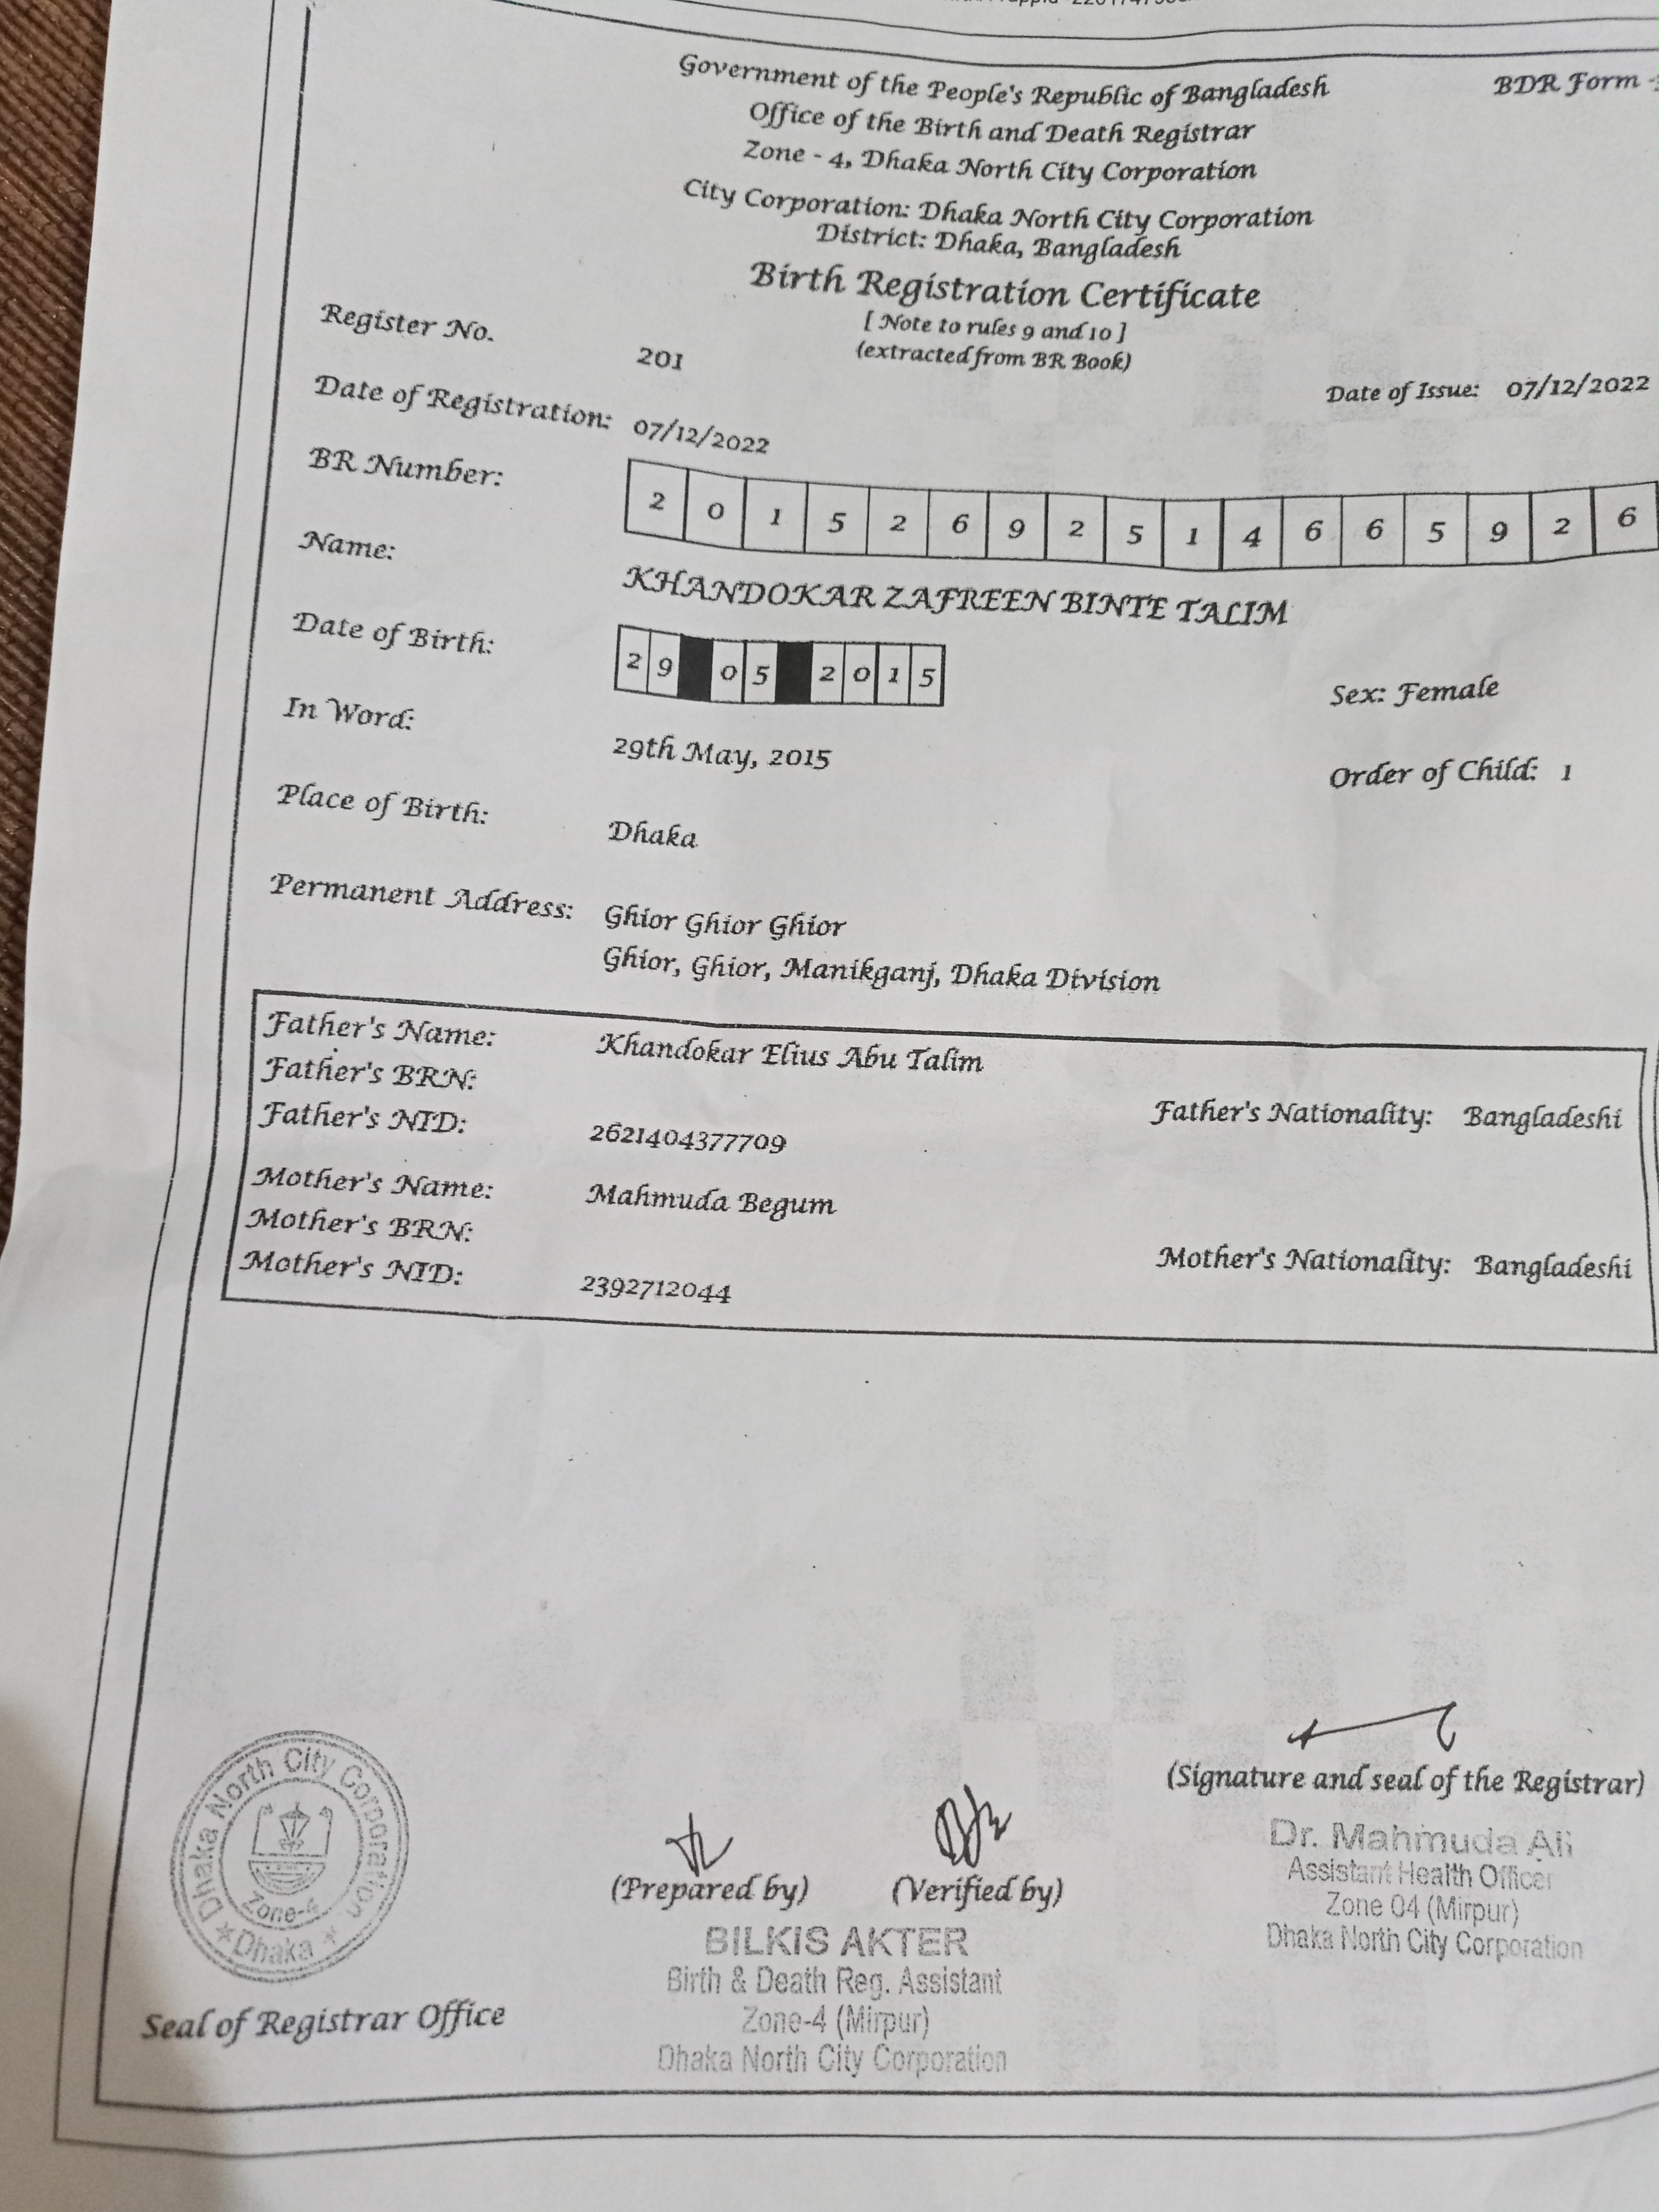 Government of the People's Republic of Bangladesh
BDR Form
Office of the Birth and Death Registrar
Zone - 4, Dhaka North City Corporation
City Corporation: Dhaka North City Corporation
District: Dhaka, Bangladesh
Birth Registration Certificate
[ Note to rules 9 and 10 ]
(extracted from BR Book)
Register No. 201
Date of Issue: 07/12/2022
Date of Registration: 07/12/2022
BR Number: 2 0 1 5 2 6 9 2 5 1 4 6 6 5 9 2 6
Name: KHANDOKAR ZAFREEN BINTE TALIM
Date of Birth: 29 05 2015
Sex: Female
In Word: 29th May, 2015
Order of Child: 1
Place of Birth: Dhaka
Permanent Address: Ghior Ghior Ghior
Ghior, Ghior, Manikganj, Dhaka Division
Father's Name: Khandokar Elius Abu Talim
Father's BRN:
Father's Nationality: Bangladeshi
Father's NID: 2621404377709
Mother's Name: Mahmuda Begum
Mother's BRN:
Mother's Nationality: Bangladeshi
Mother's NID: 2392712044
(Signature and seal of the Registrar)
Dr. Mahmuda Ali
Assistant Health Officer
Zone 04 (Mirpur)
Dhaka North City Corporation
(Prepared by)
(Verified by)
BILKIS AKTER
Birth & Death Reg. Assistant
Zone-4 (Mirpur)
Dhaka North City Corporation
Dhaka North City Corporation
Zone-4
Dhaka
Seal of Registrar Office